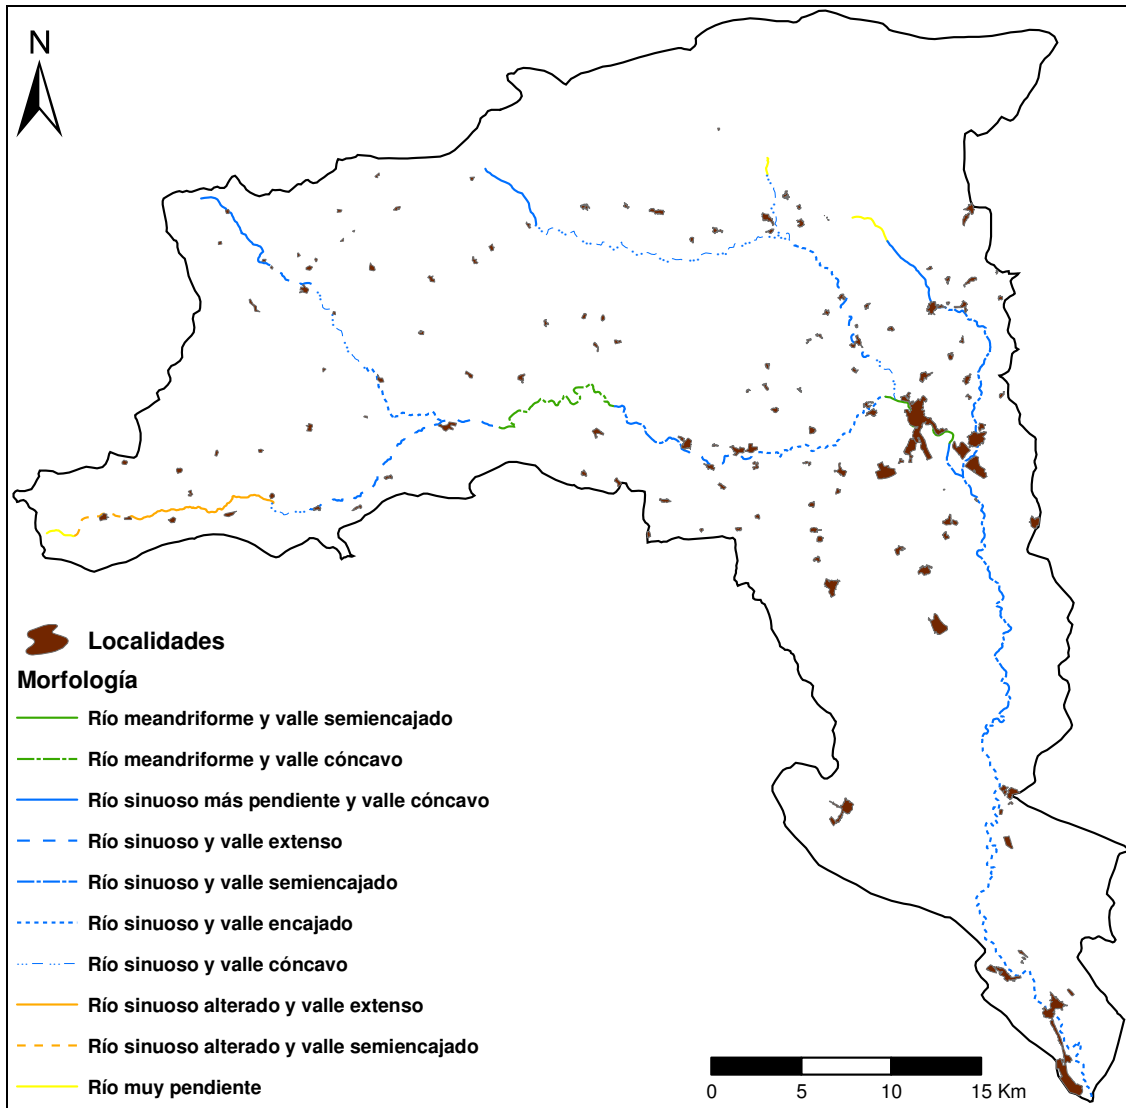 N
Localidades
Morfología
Río meandriforme y valle semiencajado
Río meandriforme y valle cóncavo
Río sinuoso más pendiente y valle cóncavo
Río sinuoso y valle extenso
Río sinuoso y valle semiencajado
Río sinuoso y valle encajado
Río sinuoso y valle cóncavo
Río sinuoso alterado y valle extenso
Río sinuoso alterado y valle semiencajado
Río muy pendiente
0 5 10 15 Km